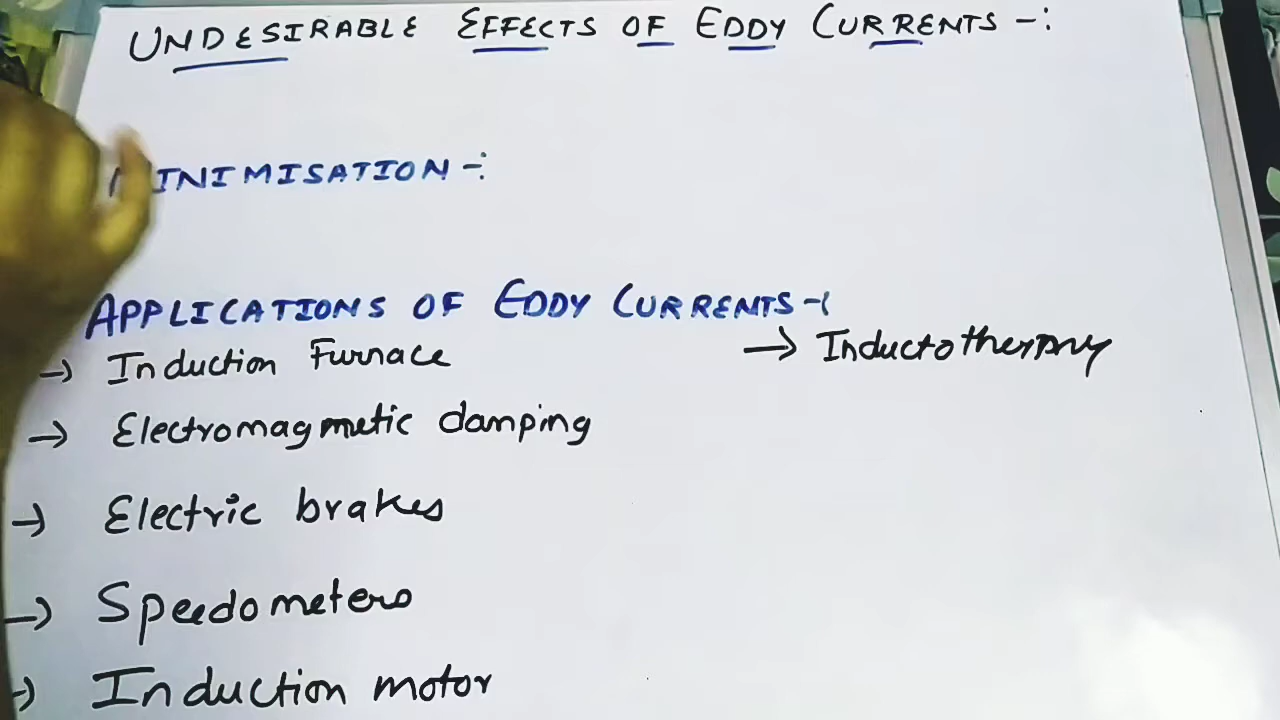 UNDESIRABLE EFFECTS OF EDDY CURRENTS -:
MINIMISATION -:
APPLICATIONS OF EDDY CURRENTS -:
→ Induction Furnace
→ Inductotherapy
→ Electromagnetic damping
→ Electric brakes
→ Speedometers
→ Induction motor